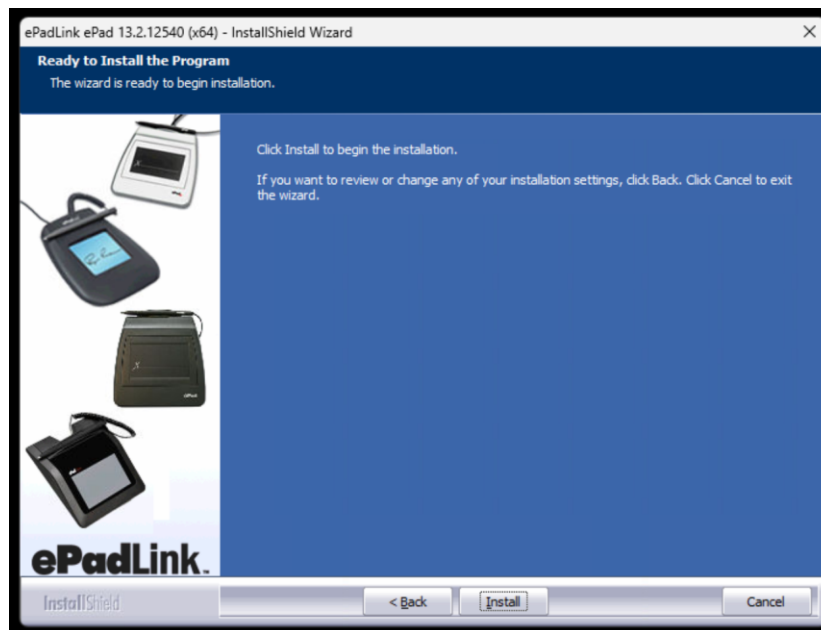 ePadLink ePad 13.2.12540 (x64) - InstallShield Wizard
Ready to Install the Program
The wizard is ready to begin installation.
Click Install to begin the installation.
If you want to review or change any of your installation settings, click Back. Click Cancel to exit
the wizard.
ePadLink
InstallShield
< Back
Install
Cancel